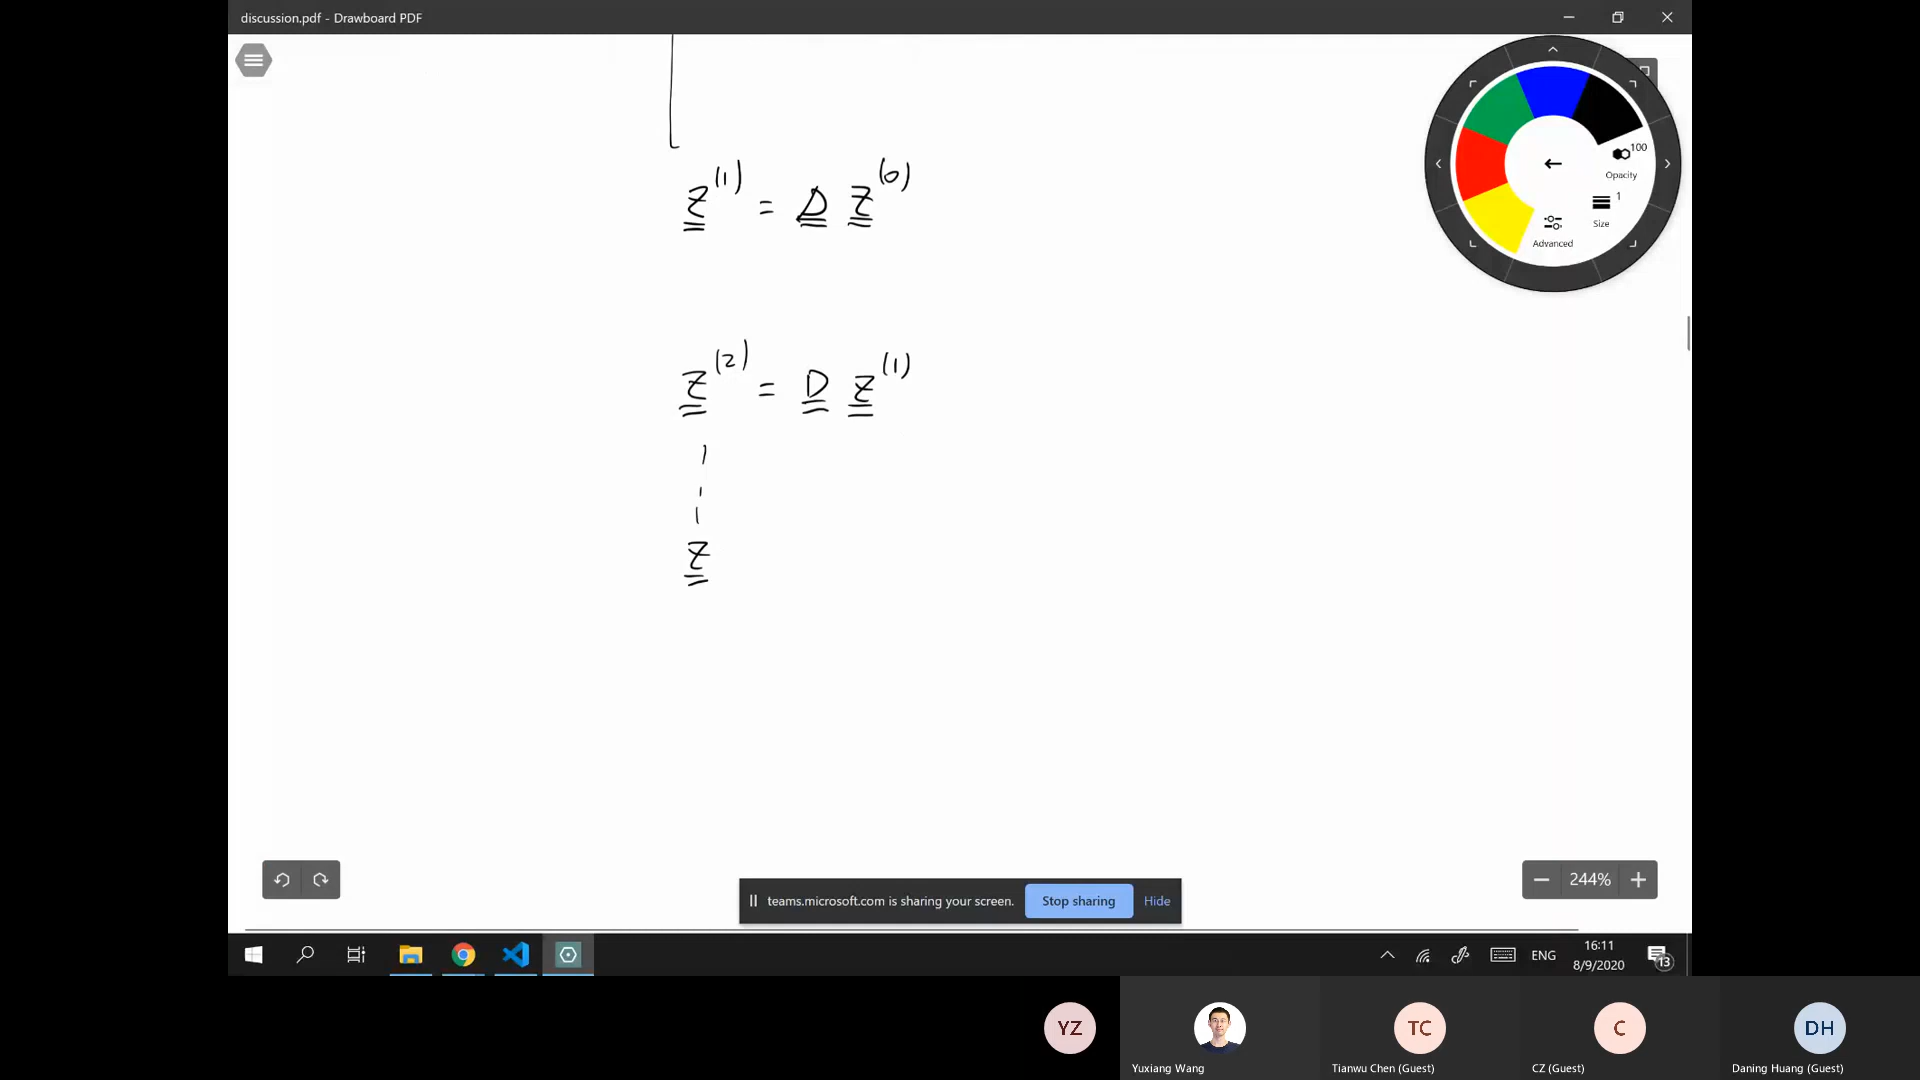 discussion.pdf - Drawboard PDF
100
Opacity
1
Size
Advanced
Z^(1) = D Z^(0)
Z^(2) = D Z^(1)
Z
244%
teams.microsoft.com is sharing your screen.
Stop sharing
Hide
ENG
16:11
8/9/2020
13
YZ
TC
C
DH
Yuxiang Wang
Tianwu Chen (Guest)
CZ (Guest)
Daning Huang (Guest)